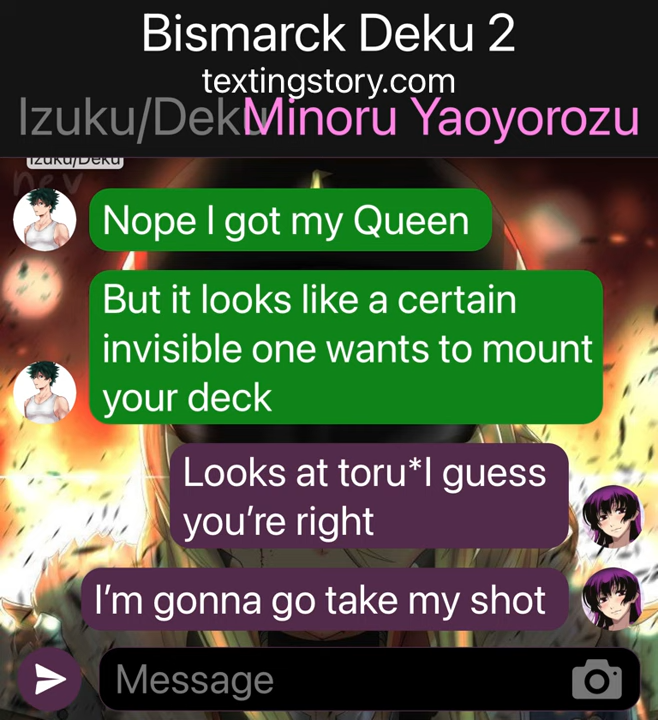 Bismarck Deku 2
textingstory.com
Izuku/Deku Minoru Yaoyorozu
Izuku/Deku
Nope I got my Queen
But it looks like a certain
invisible one wants to mount
your deck
Looks at toru*I guess
you're right
I'm gonna go take my shot
Message